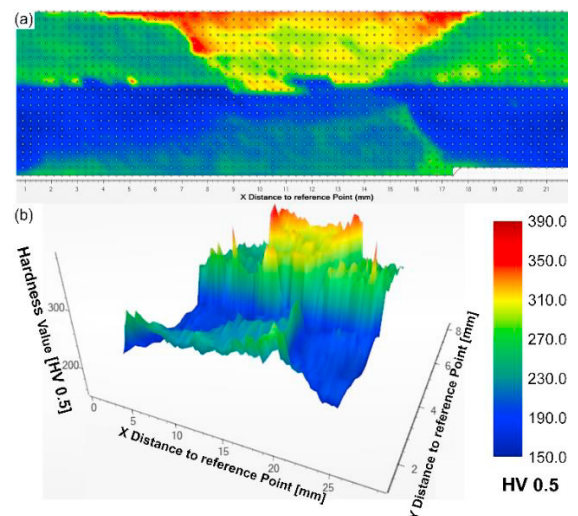 (a)
1 2 3 4 5 6 7 8 9 10 11 12 13 14 15 16 17 18 19 20 21
X Distance to reference Point (mm)
(b)
Hardness Value [HV 0.5]
300
200
0 5 10 15 20 25
X Distance to reference Point [mm]
2 4 6 8
X Distance to reference Point [mm]
390.0
350.0
310.0
270.0
230.0
190.0
150.0
HV 0.5